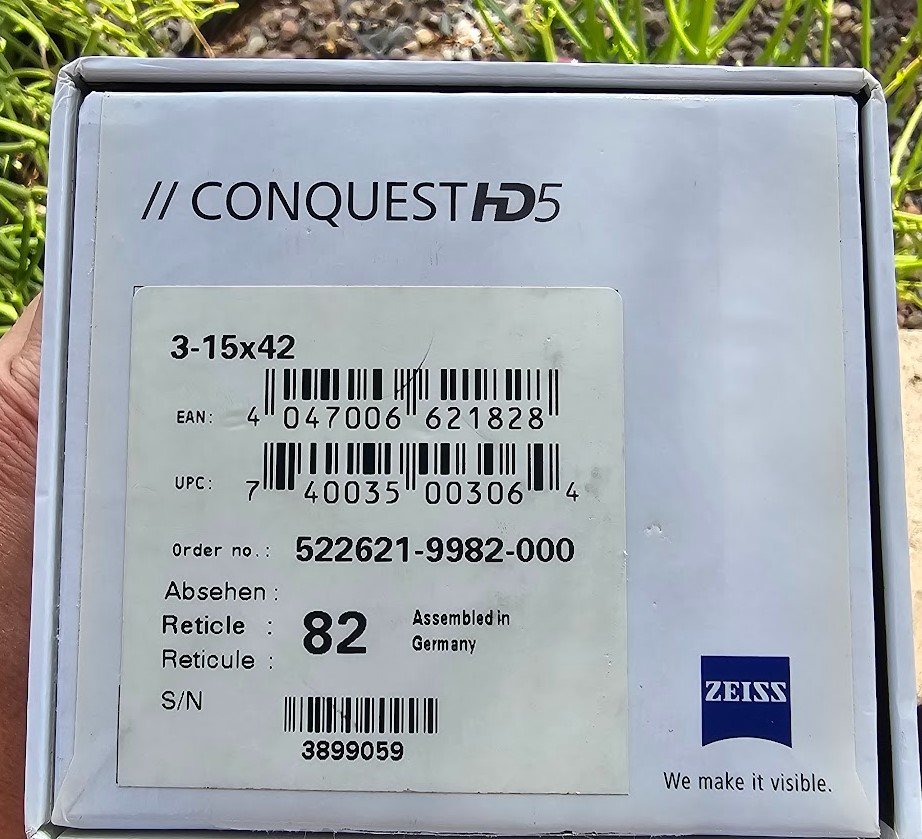 // CONQUEST HD5
3-15x42
EAN: 4 047006 621828
UPC: 7 40035 00306 4
Order no.: 522621-9982-000
Absehen :
Reticle : 82 Assembled in
Germany
Reticule :
S/N
3899059
ZEISS
We make it visible.